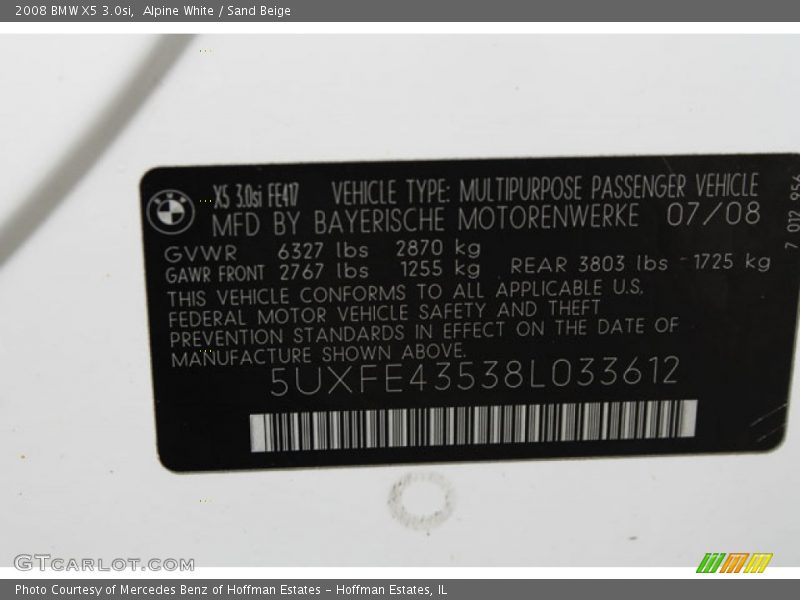 2008 BMW X5 3.0si,  Alpine White / Sand Beige
X5 3.0si FE417 VEHICLE TYPE: MULTIPURPOSE PASSENGER VEHICLE
MFD BY BAYERISCHE MOTORENWERKE 07/08
GVWR 6327 lbs 2870 kg
GAWR FRONT 2767 lbs 1255 kg REAR 3803 lbs 1725 kg
THIS VEHICLE CONFORMS TO ALL APPLICABLE U.S.
FEDERAL MOTOR VEHICLE SAFETY AND THEFT
PREVENTION STANDARDS IN EFFECT ON THE DATE OF
MANUFACTURE SHOWN ABOVE.
5UXFE43538L033612
7 012 956
BMW
GTCARLOT.COM
Photo Courtesy of Mercedes Benz of Hoffman Estates - Hoffman Estates, IL